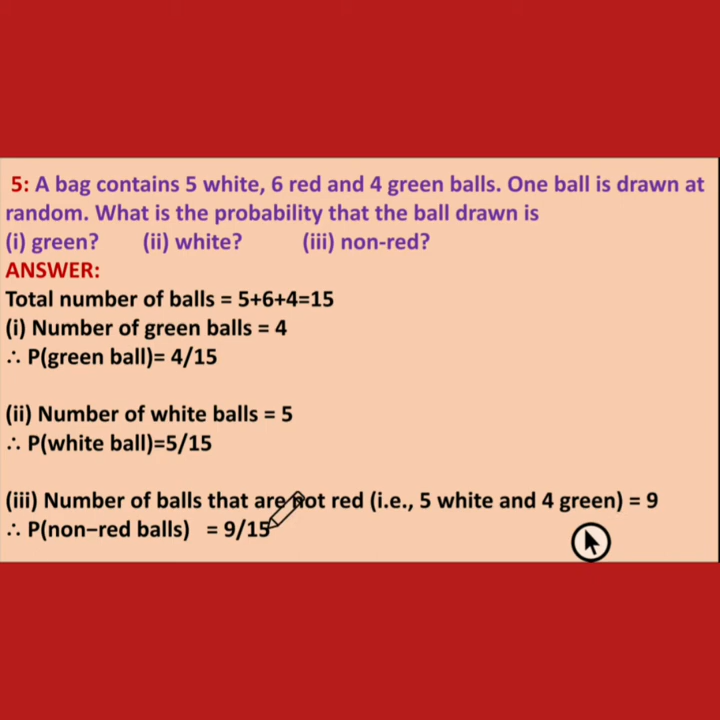 5: A bag contains 5 white, 6 red and 4 green balls. One ball is drawn at
random. What is the probability that the ball drawn is
(i) green? (ii) white? (iii) non-red?
ANSWER:
Total number of balls = 5+6+4=15
(i) Number of green balls = 4
∴ P(green ball)= 4/15
(ii) Number of white balls = 5
∴ P(white ball)=5/15
(iii) Number of balls that are not red (i.e., 5 white and 4 green) = 9
∴ P(non−red balls) = 9/15